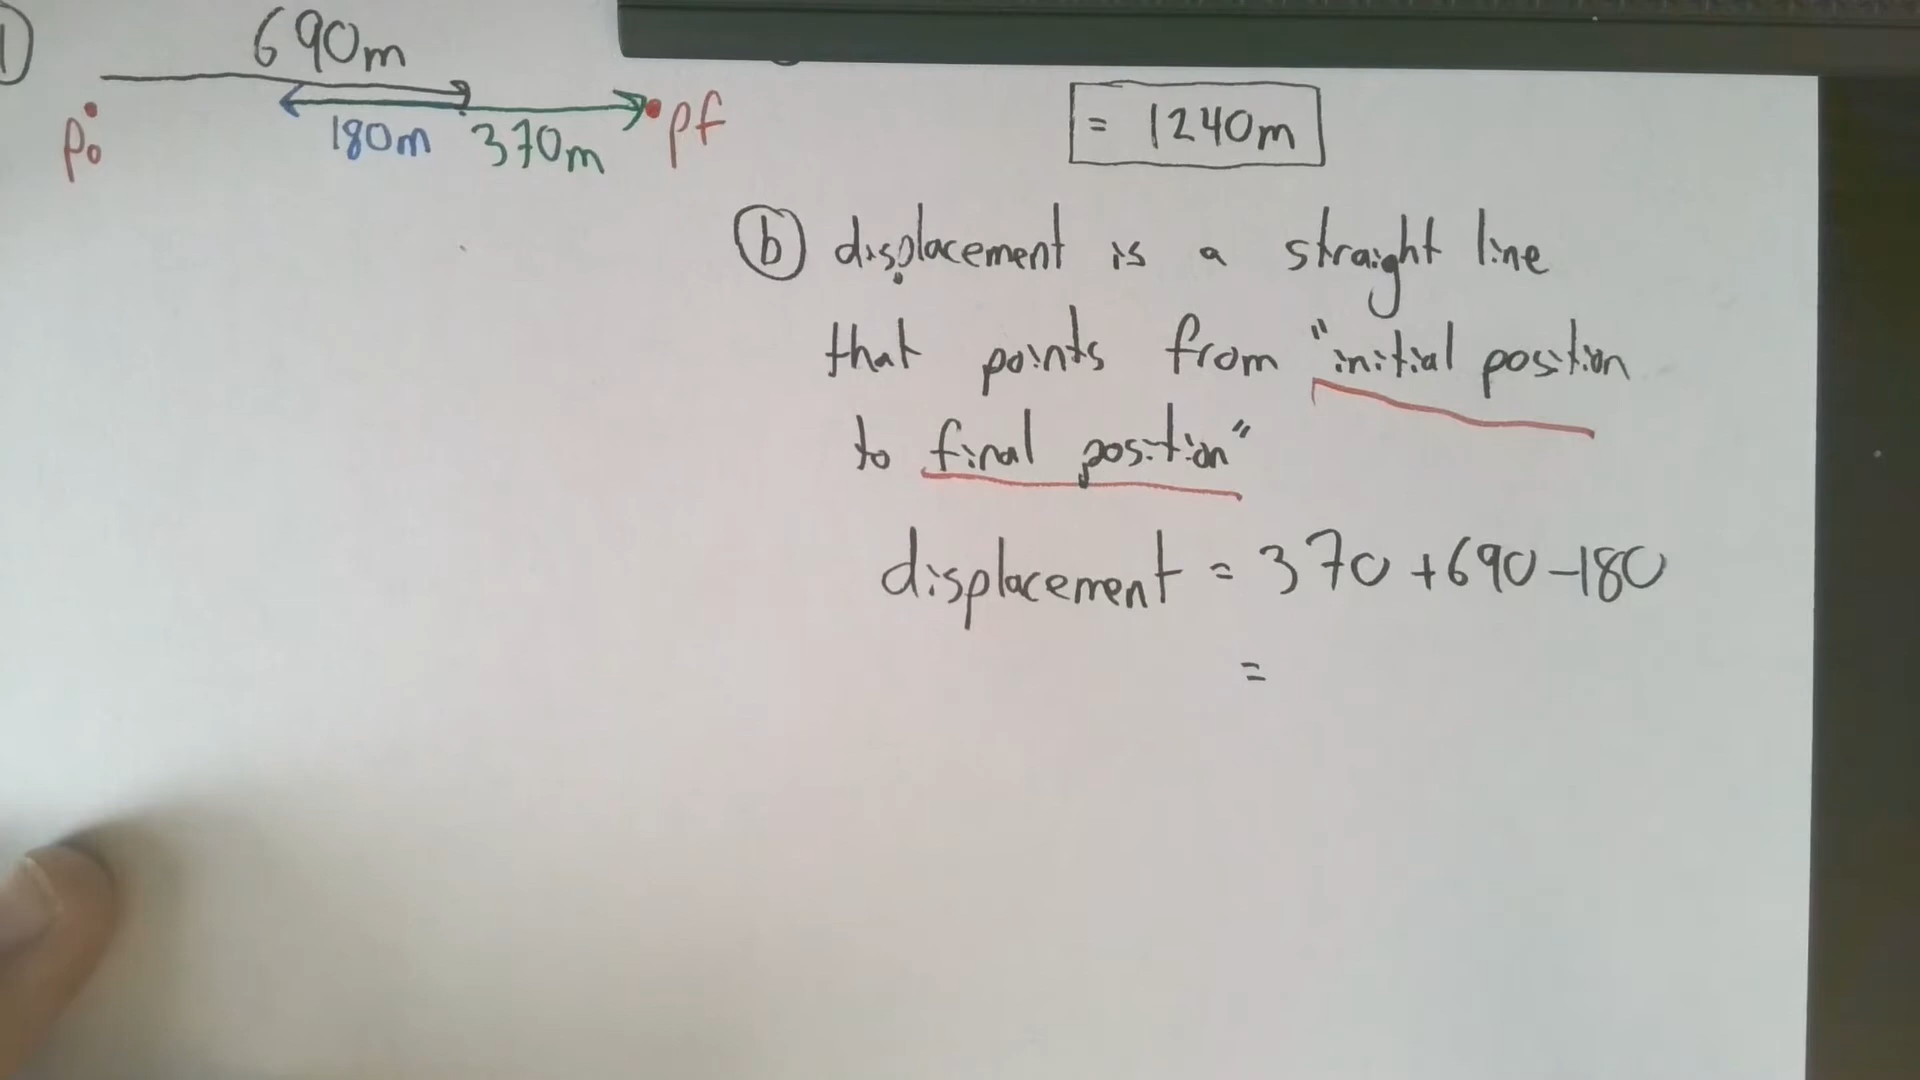 1
690m
180m 370m
po
pf
= 1240m
b displacement is a straight line
that points from "initial position
to final position"
displacement = 370 +690 -180
=